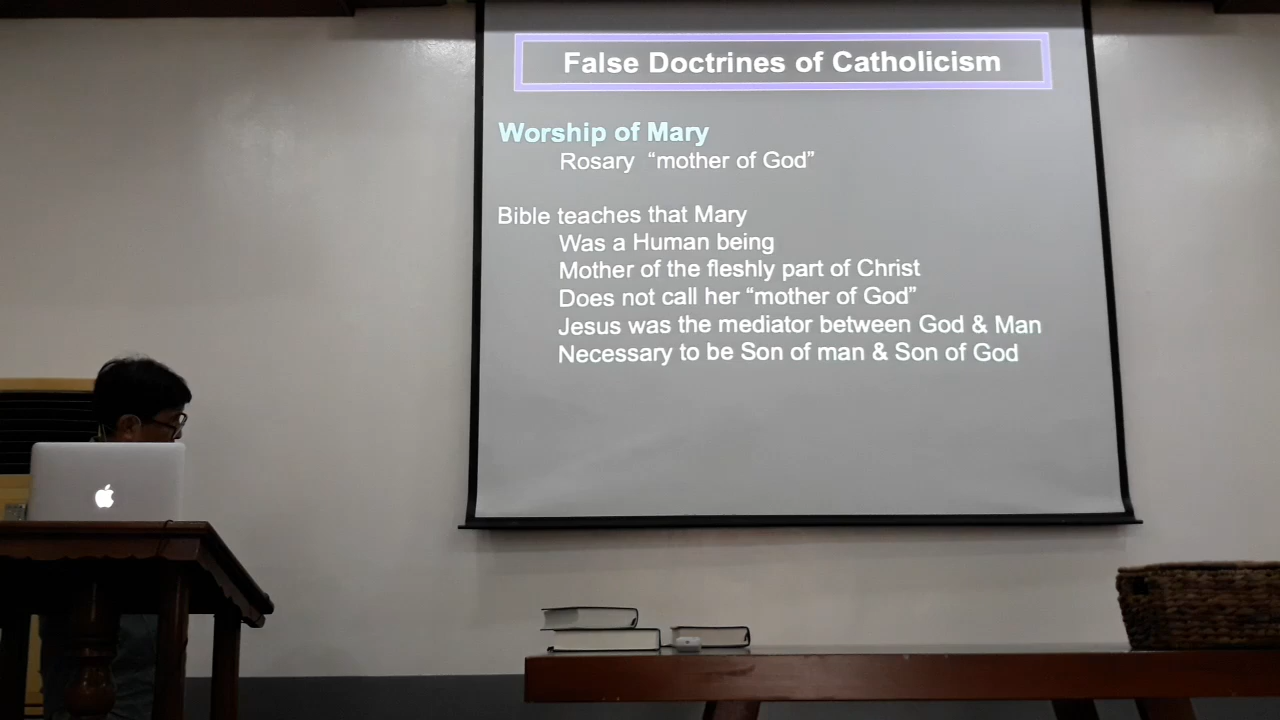 False Doctrines of Catholicism
Worship of Mary
Rosary “mother of God”
Bible teaches that Mary
Was a Human being
Mother of the fleshly part of Christ
Does not call her “mother of God”
Jesus was the mediator between God & Man
Necessary to be Son of man & Son of God